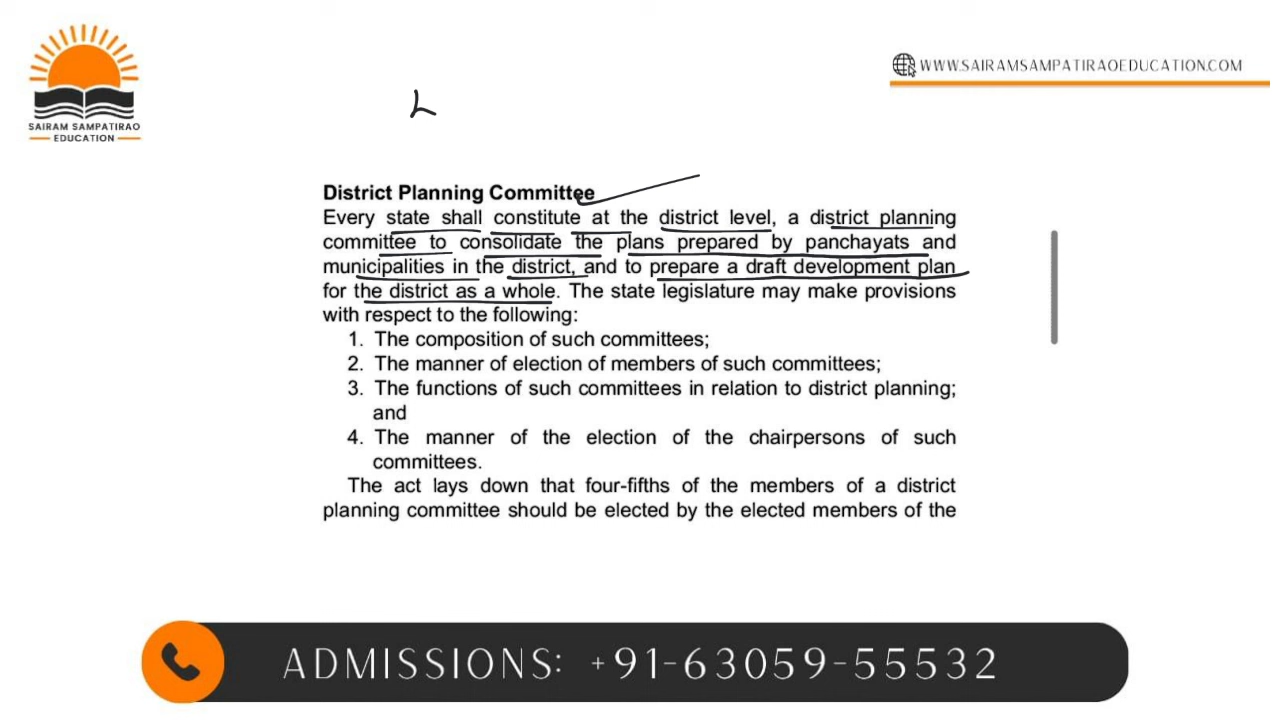 WWW.SAIRAMSAMPATIRAOEDUCATION.COM
SAIRAM SAMPATIRAO
EDUCATION
District Planning Committee
Every state shall constitute at the district level, a district planning
committee to consolidate the plans prepared by panchayats and
municipalities in the district, and to prepare a draft development plan
for the district as a whole. The state legislature may make provisions
with respect to the following:
1. The composition of such committees;
2. The manner of election of members of such committees;
3. The functions of such committees in relation to district planning;
and
4. The manner of the election of the chairpersons of such
committees.
The act lays down that four-fifths of the members of a district
planning committee should be elected by the elected members of the
ADMISSIONS: +91-63059-55532